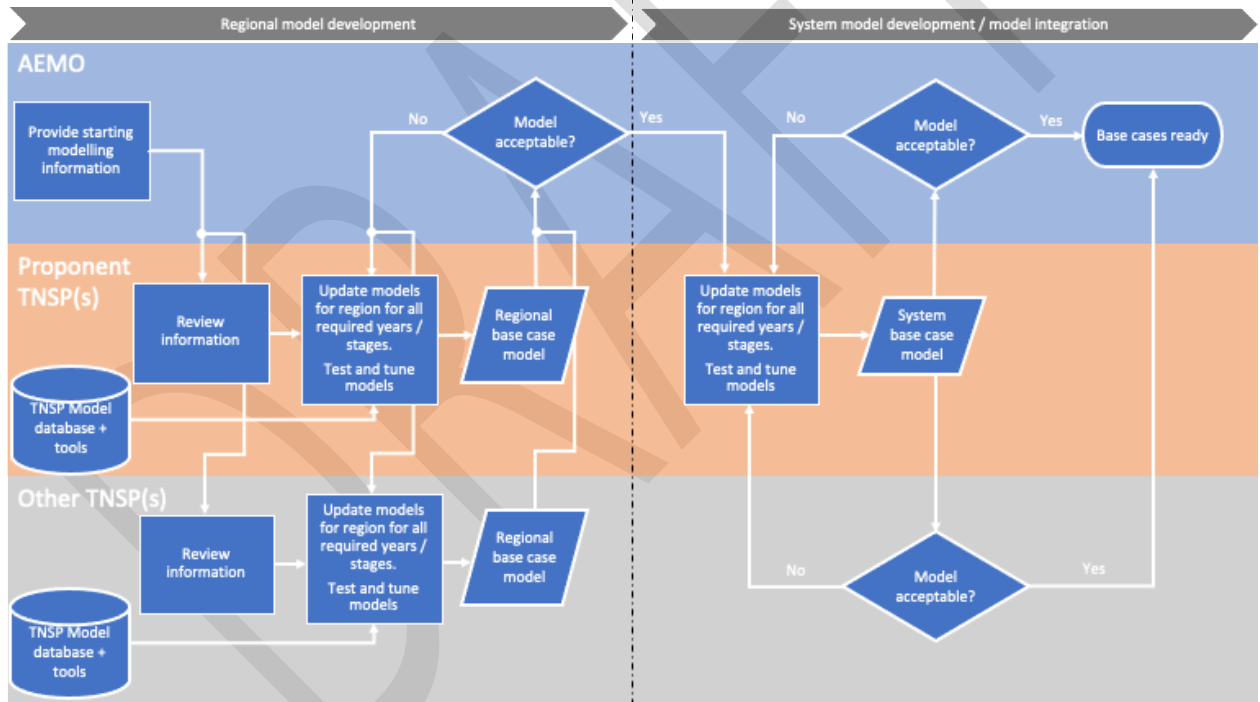 Regional model development
System model development / model integration
AEMO
Provide starting
modelling
information
No
Model
acceptable?
Yes
No
Model
acceptable?
Yes
Base cases ready
Proponent
TNSP(s)
Review
information
Update models
for region for all
required years /
stages.
Test and tune
models
Regional
base case
model
Update models
for region for all
required years /
stages.
Test and tune
models
System
base case
model
TNSP Model
database +
tools
Other TNSP(s)
Review
information
Update models
for region for all
required years /
stages.
Test and tune
models
Regional
base case
model
No
Model
acceptable?
Yes
TNSP Model
database +
tools
DRAFT